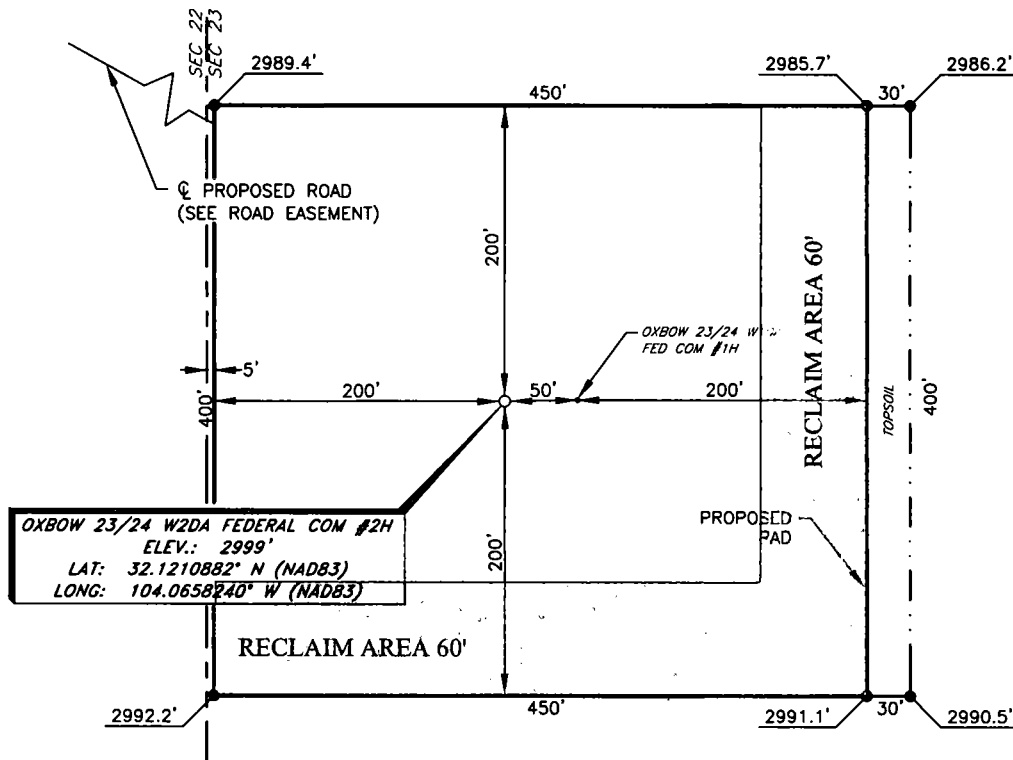 SEC 22
SEC 23
2989.4'
2985.7'
2986.2'
450'
30'
℄ PROPOSED ROAD
(SEE ROAD EASEMENT)
200'
RECLAIM AREA 60'
OXBOW 23/24
FED COM #1H
5'
200'
50'
200'
400'
TOPSOIL
400'
OXBOW 23/24 W2DA FEDERAL COM #2H
ELEV.: 2999'
LAT: 32.1210882° N (NAD83)
LONG: 104.0658240° W (NAD83)
200'
PROPOSED
PAD
RECLAIM AREA 60'
2992.2'
450'
2991.1'
30'
2990.5'